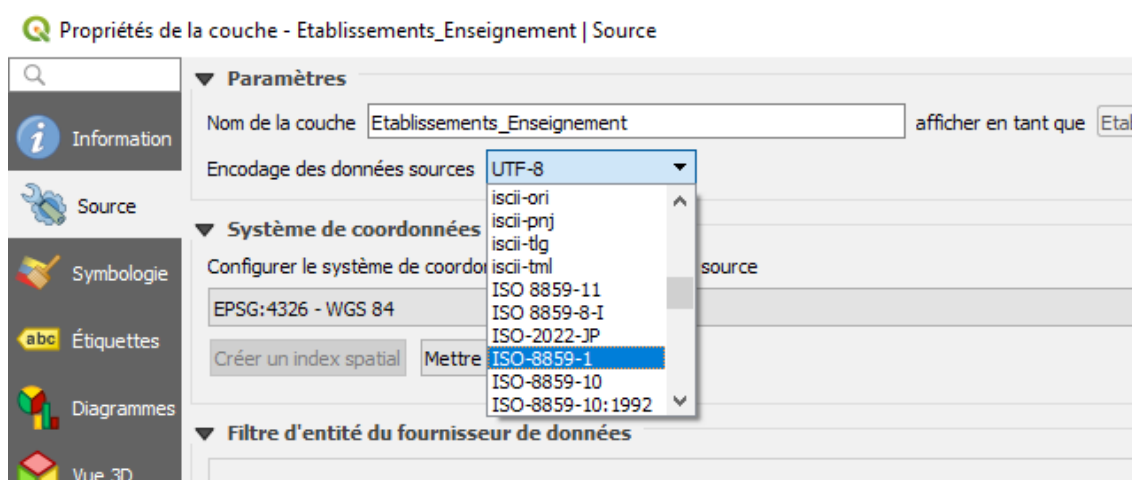 Propriétés de la couche - Etablissements_Enseignement | Source
Paramètres
Information
Nom de la couche Etablissements_Enseignement afficher en tant que Etal
Encodage des données sources UTF-8
Source
iscii-ori
iscii-pnj
iscii-tlg
iscii-tml
ISO 8859-11
ISO 8859-8-I
ISO-2022-JP
ISO-8859-1
ISO-8859-10
ISO-8859-10:1992
Système de coordonnées
Symbologie
Configurer le système de coordo source
EPSG:4326 - WGS 84
abc Étiquettes
Créer un index spatial Mettre
Diagrammes
Filtre d'entité du fournisseur de données
Vue 3D